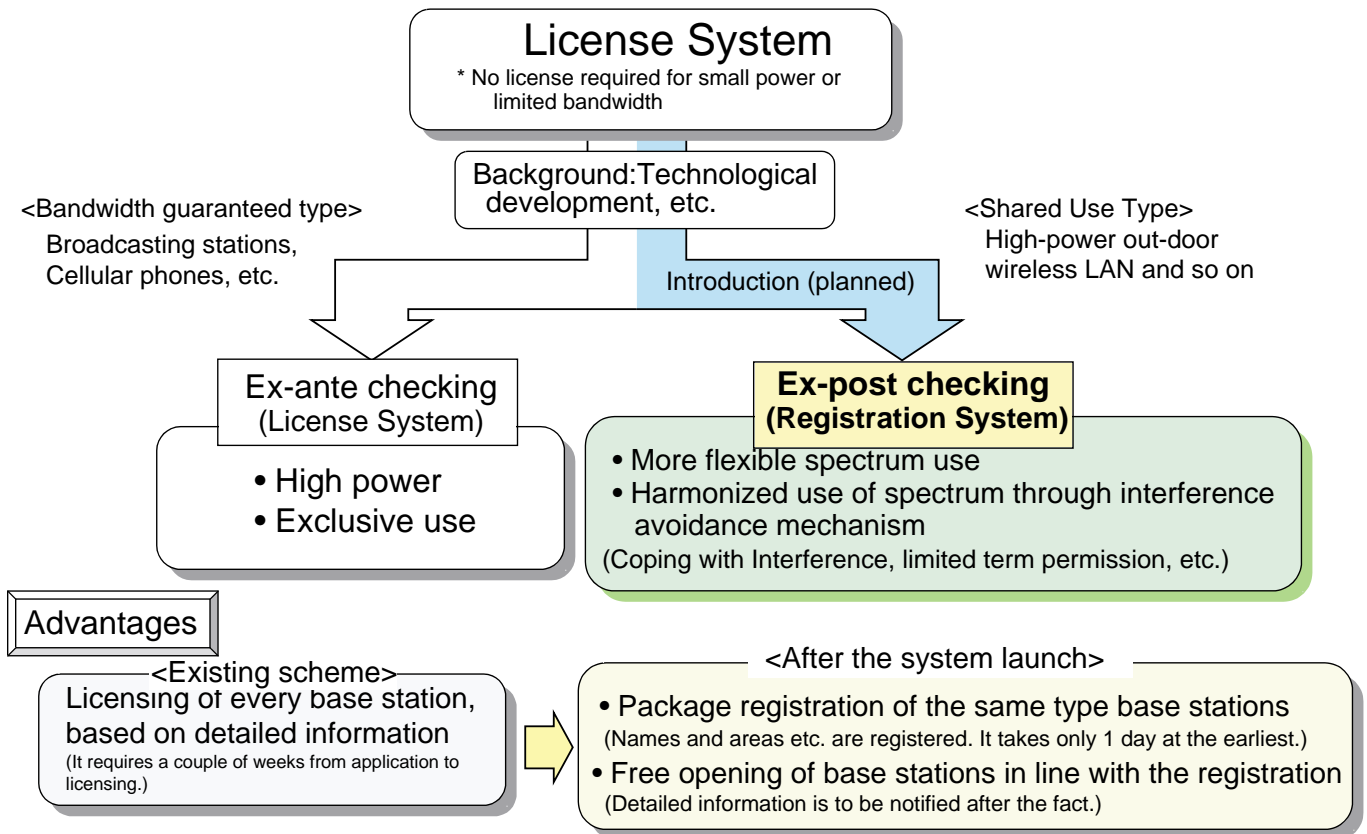 License System
* No license required for small power or
limited bandwidth
Background:Technological
development, etc.
<Bandwidth guaranteed type>
Broadcasting stations,
Cellular phones, etc.
<Shared Use Type>
High-power out-door
wireless LAN and so on
Introduction (planned)
Ex-ante checking
(License System)
• High power
• Exclusive use
Ex-post checking
(Registration System)
• More flexible spectrum use
• Harmonized use of spectrum through interference
avoidance mechanism
(Coping with Interference, limited term permission, etc.)
Advantages
<Existing scheme>
Licensing of every base station,
based on detailed information
(It requires a couple of weeks from application to
licensing.)
<After the system launch>
• Package registration of the same type base stations
(Names and areas etc. are registered. It takes only 1 day at the earliest.)
• Free opening of base stations in line with the registration
(Detailed information is to be notified after the fact.)